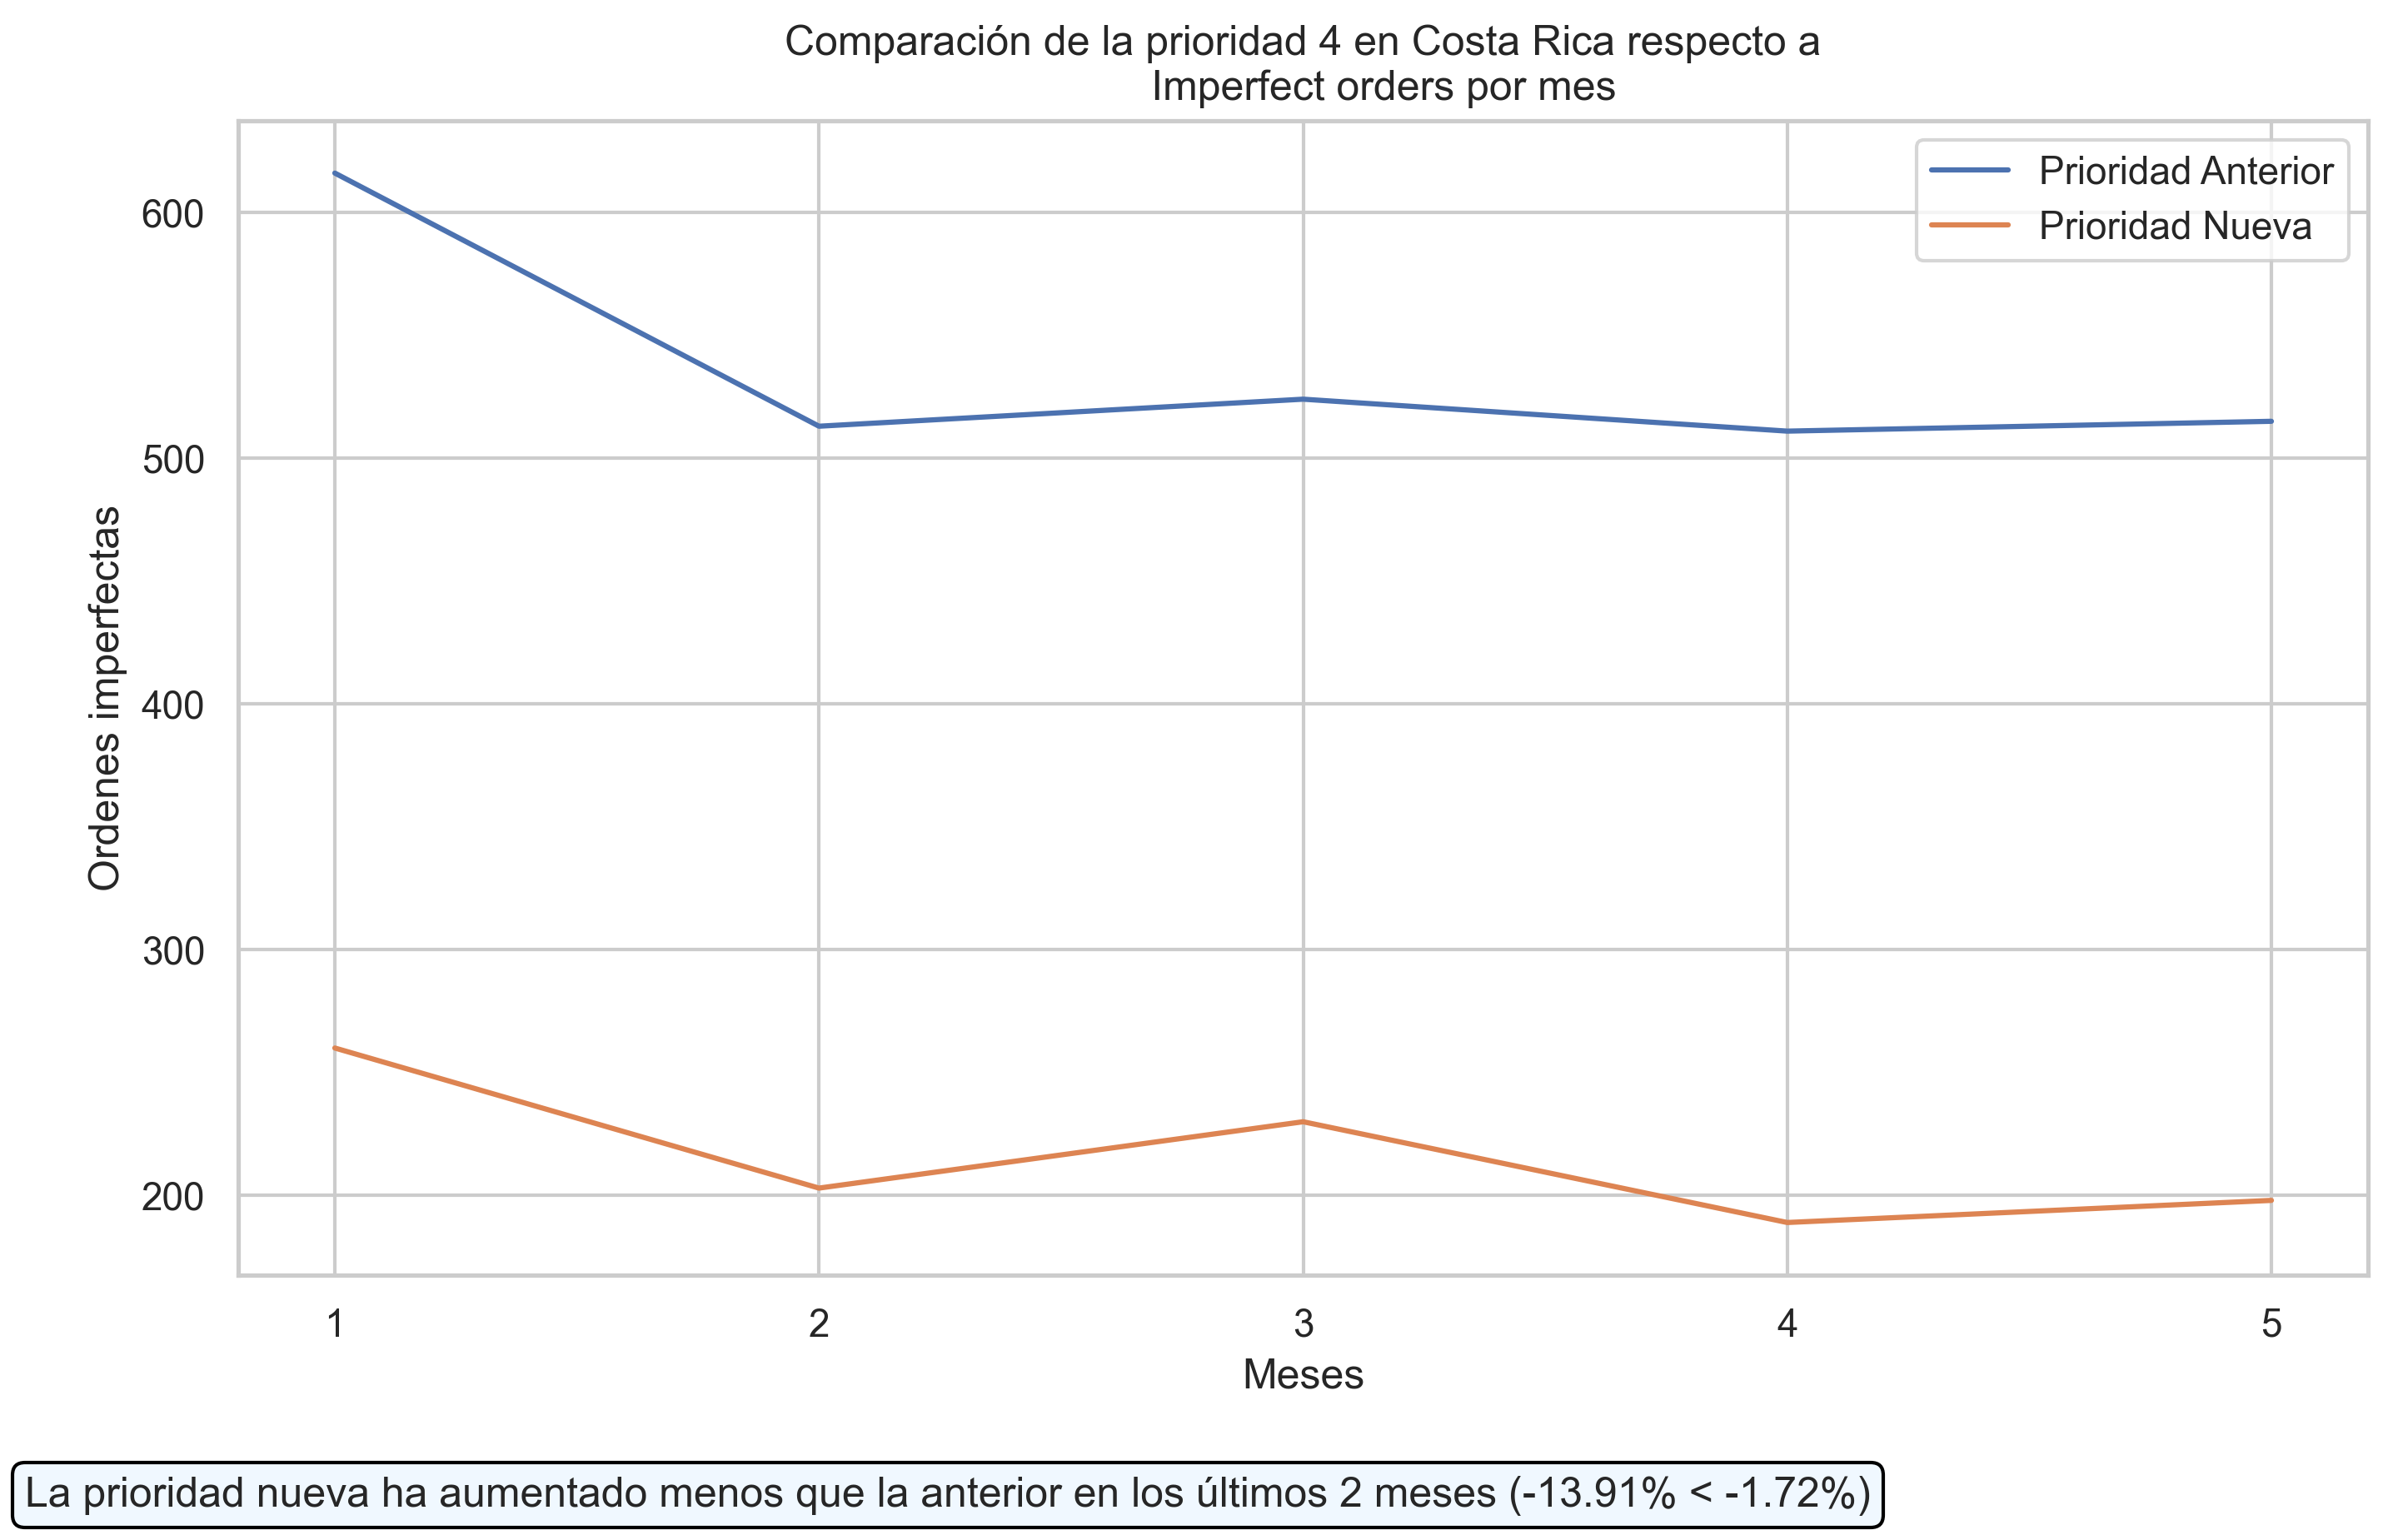 Comparación de la prioridad 4 en Costa Rica respecto a
Imperfect orders por mes
Prioridad Anterior
Prioridad Nueva
Ordenes imperfectas
600
500
400
300
200
1
2
3
4
5
Meses
La prioridad nueva ha aumentado menos que la anterior en los últimos 2 meses (-13.91% < -1.72%)